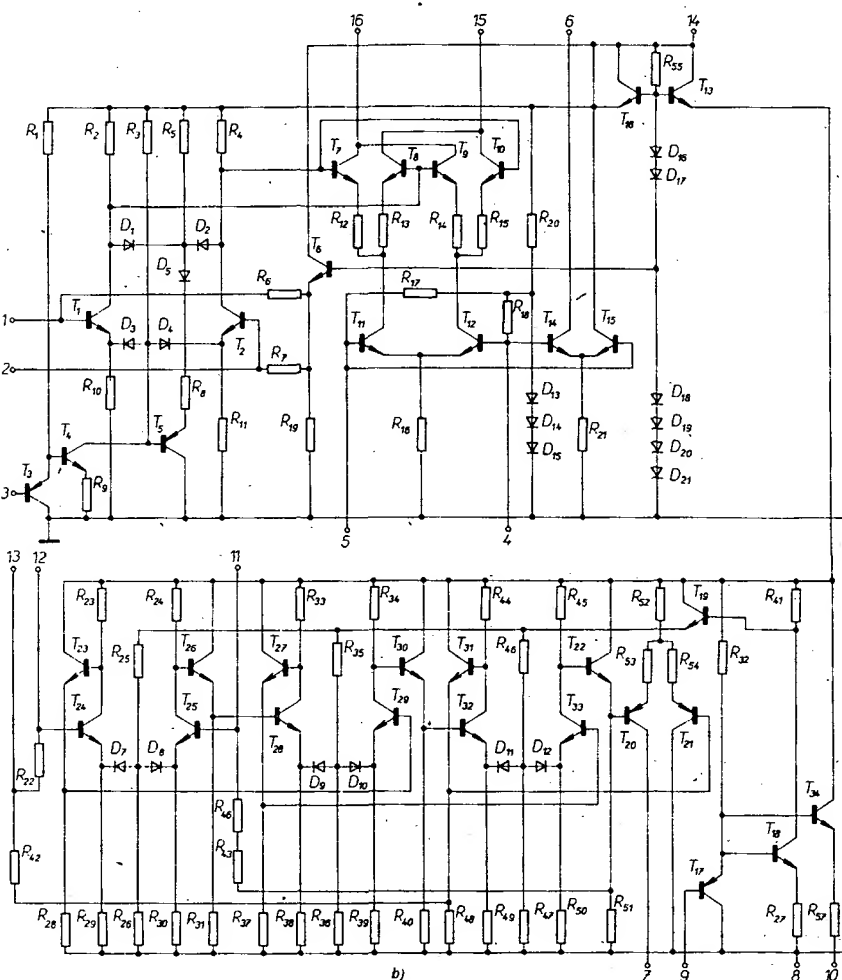 16 15 6 14
R55
T16 T13
R1 R2 R3 R5 R4
T7 T8 T9 T10
D16
D17
R12 R13 R14 R15 R20
D1 D2
D5
T6
R6 R17
R18
1 T1 D3 D4 T2 T11 T12 T14 T15
2 R7
R10 R8 R11 R19 R16 R21
D13 D18
D14 D19
D15 D20
D21
T4 T5
T3 R9
3
5 4
13 12 11
R23 R24 R33 R34 R44 R45 R52 T19 R41
T23 R25 T26 T27 R35 T30 T31 R46 T22 R53 R54 R32
T24 T25 T28 T29 T32 T33 T20 T21
R22 D7 D8 D9 D10 D11 D12
R46
T34
R42 R43 T18
T17
R28 R29 R26 R30 R31 R37 R38 R36 R39 R40 R48 R49 R47 R50 R51 R27 R57
7 9 8 10
b)